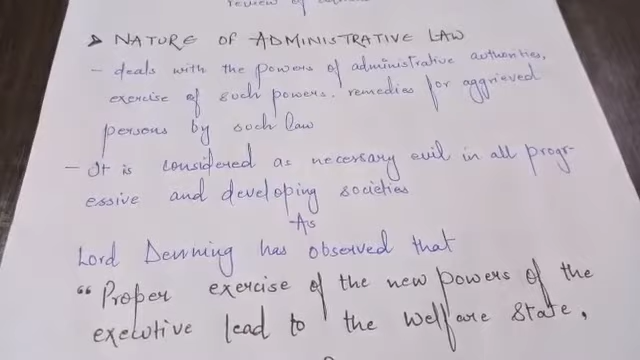 review of
➤ NATURE OF ADMINISTRATIVE LAW
- deals with the powers of administrative authorities,
exercise of such powers. remedies for aggrieved
persons by such law
- It is considered as necessary evil in all progr-
essive and developing societies
-As
Lord Denning has observed that
"Proper exercise of the new powers of the
executive lead to the welfare state,